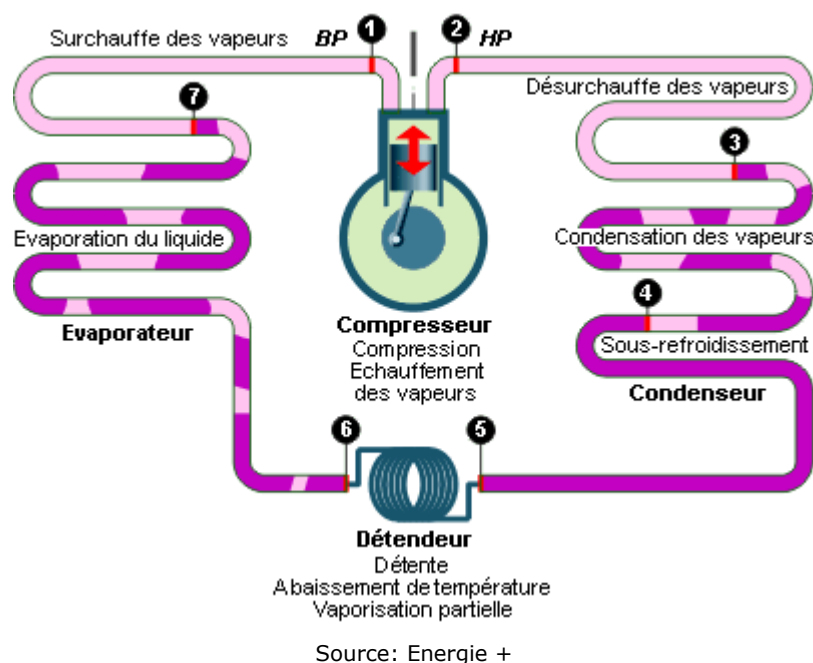 Surchauffe des vapeurs
BP
1
2
HP
Désurchauffe des vapeurs
7
3
Evaporation du liquide
Condensation des vapeurs
4
Evaporateur
Compresseur
Compression
Echauffement
des vapeurs
Sous-refroidissement
Condenseur
6
5
Détendeur
Détente
Abaissement de température
Vaporisation partielle
Source: Energie +